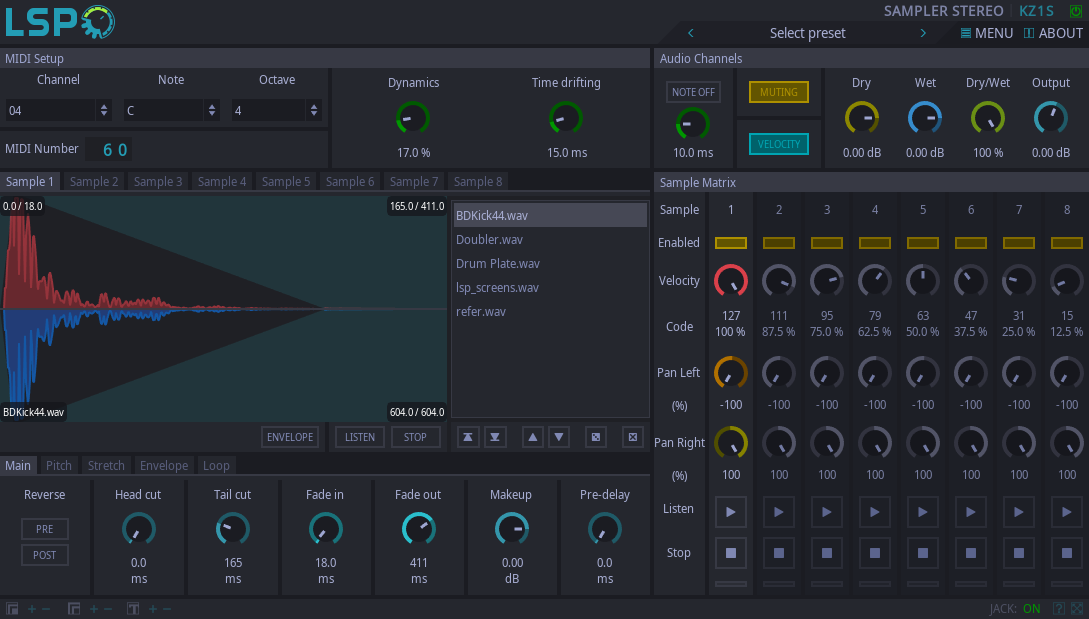 LSP
SAMPLER STEREO KZ1S
Select preset
MENU ABOUT
MIDI Setup
Channel Note Octave
04 C 4
MIDI Number 60
Dynamics Time drifting
17.0 % 15.0 ms
Audio Channels
NOTE OFF MUTING
10.0 ms VELOCITY
Dry Wet Dry/Wet Output
0.00 dB 0.00 dB 100 % 0.00 dB
Sample 1 Sample 2 Sample 3 Sample 4 Sample 5 Sample 6 Sample 7 Sample 8
0.0 / 18.0 165.0 / 411.0
BDKick44.wav 604.0 / 604.0
BDKick44.wav
Doubler.wav
Drum Plate.wav
lsp_screens.wav
refer.wav
ENVELOPE LISTEN STOP
Main Pitch Stretch Envelope Loop
Reverse Head cut Tail cut Fade in Fade out Makeup Pre-delay
PRE
POST
0.0 165 18.0 411 0.00 0.0
ms ms ms ms dB ms
Sample Matrix
Sample 1 2 3 4 5 6 7 8
Enabled
Velocity
Code
127 111 95 79 63 47 31 15
100 % 87.5 % 75.0 % 62.5 % 50.0 % 37.5 % 25.0 % 12.5 %
Pan Left
(%) -100 -100 -100 -100 -100 -100 -100 -100
Pan Right
(%) 100 100 100 100 100 100 100 100
Listen
Stop
T
JACK: ON